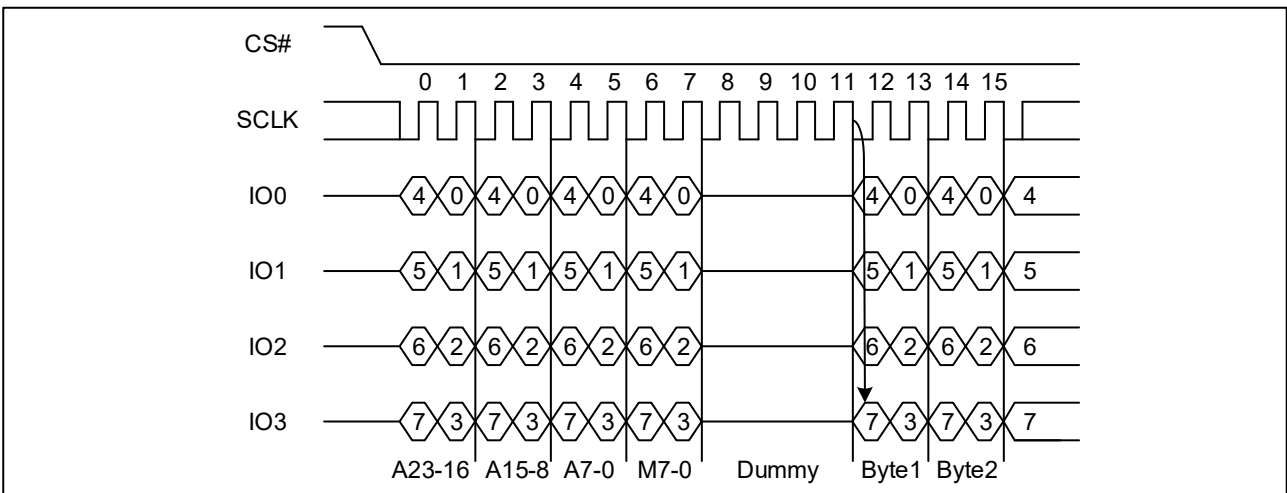 CS#
0 1 2 3 4 5 6 7 8 9 10 11 12 13 14 15
SCLK
IO0 4 0 4 0 4 0 4 0 4 0 4 0 4
IO1 5 1 5 1 5 1 5 1 5 1 5 1 5
IO2 6 2 6 2 6 2 6 2 6 2 6 2 6
IO3 7 3 7 3 7 3 7 3 7 3 7 3 7
A23-16 A15-8 A7-0 M7-0 Dummy Byte1 Byte2